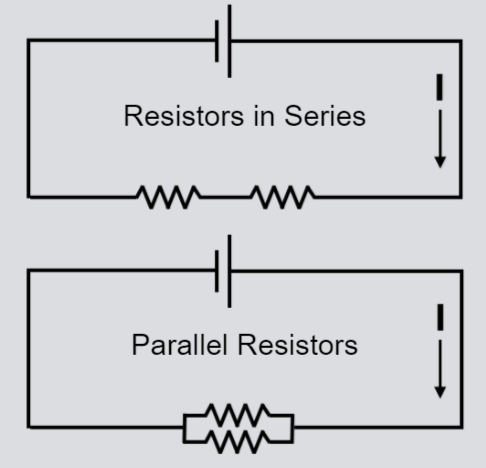 I
Resistors in Series
I
Parallel Resistors